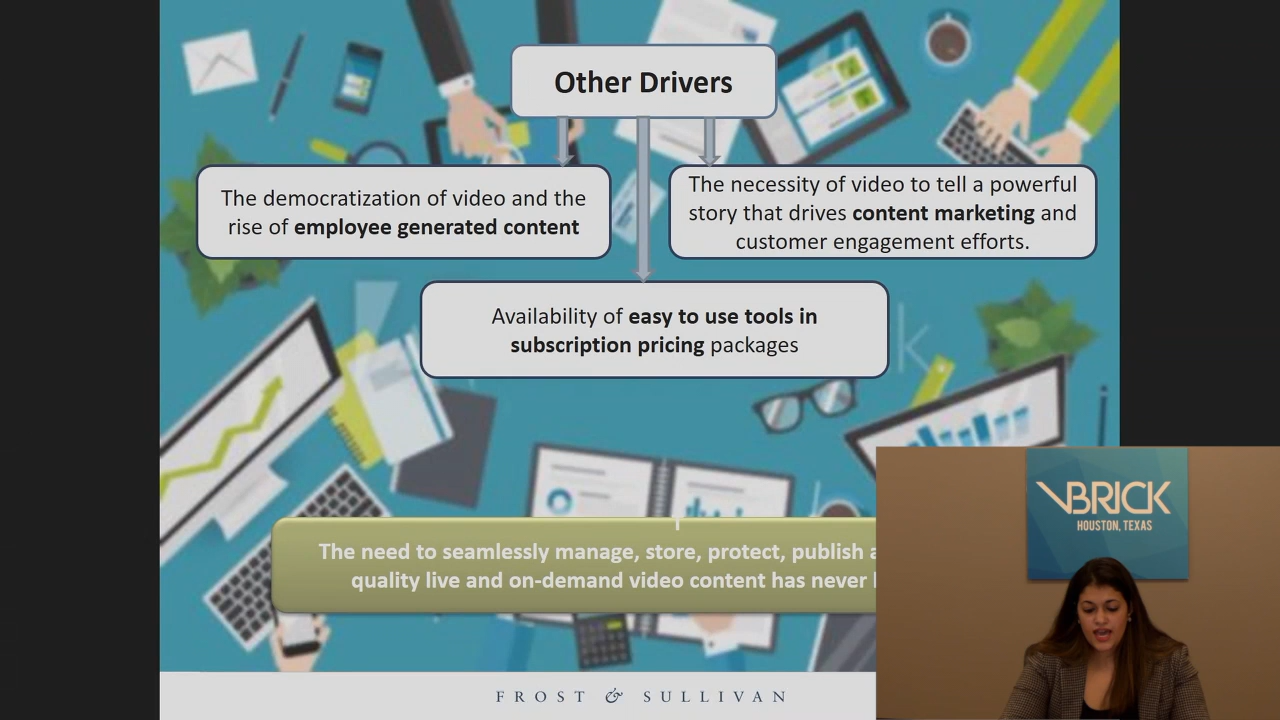 Other Drivers
The democratization of video and the
rise of employee generated content
The necessity of video to tell a powerful
story that drives content marketing and
customer engagement efforts.
Availability of easy to use tools in
subscription pricing packages
The need to seamlessly manage, store, protect, publish
quality live and on-demand video content has never
VBRICK
HOUSTON, TEXAS
FROST & SULLIVAN